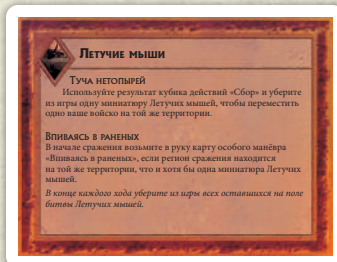 Летучие мыши
Туча нетопырей
Используйте результат кубика действий «Сбор» и уберите
из игры одну миниатюру Летучих мышей, чтобы переместить
одно ваше войско на той же территории.
Впиваясь в раненых
В начале сражения возьмите в руку карту особого манёвра
«Впиваясь в раненых», если регион сражения находится
на той же территории, что и хотя бы одна миниатюра Летучих
мышей.
В конце каждого хода уберите из игры всех оставшихся на поле
битвы Летучих мышей.